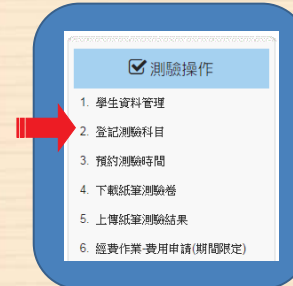 測驗操作
1. 學生資料管理
2. 登記測驗科目
3. 預約測驗時間
4. 下載紙筆測驗卷
5. 上傳紙筆測驗結果
6. 經費作業-費用申請(期間限定)